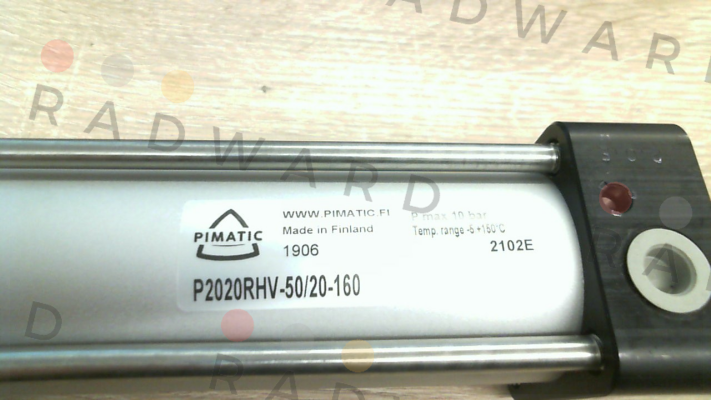 RADWARD
RADWARD
WWW.PIMATIC.FI
P max 10 bar
PIMATIC
Made in Finland
Temp. range -5 +150°C
1906
2102E
P2020RHV-50/20-160
D
RADWARD